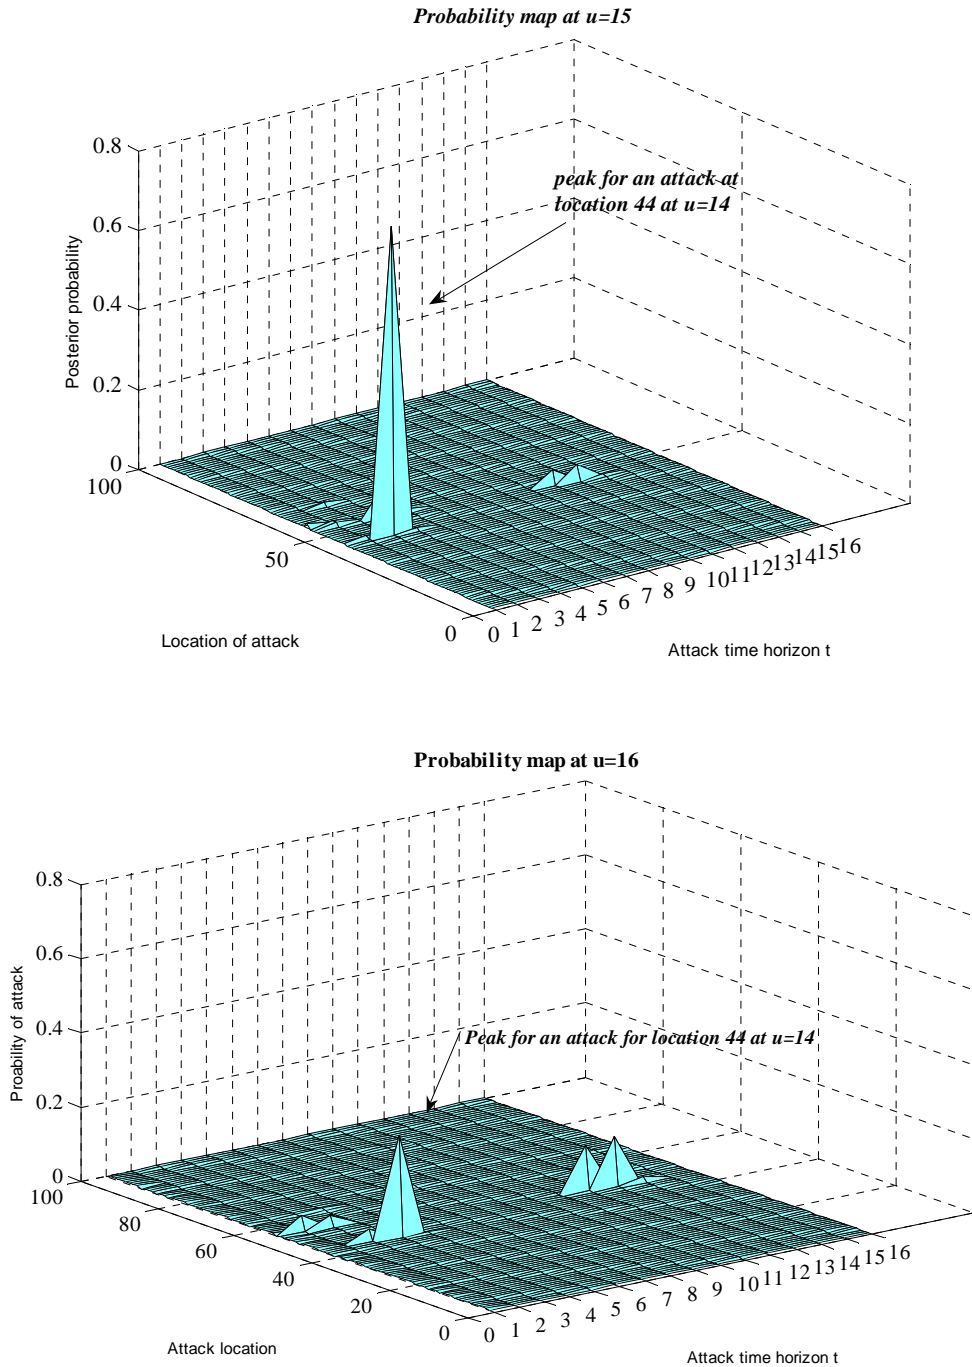 Probability map at u=15
0.8
peak for an attack at
location 44 at u=14
0.6
Posterior probability
0.4
0.2
0
100
50
0
0 1 2 3 4 5 6 7 8 9 10 11 12 13 14 15 16
Location of attack
Attack time horizon t
Probability map at u=16
0.8
0.6
Proability of attack
0.4
Peak for an attack for location 44 at u=14
0.2
0
100
80
60
40
20
0
0 1 2 3 4 5 6 7 8 9 10 11 12 13 14 15 16
Attack location
Attack time horizon t